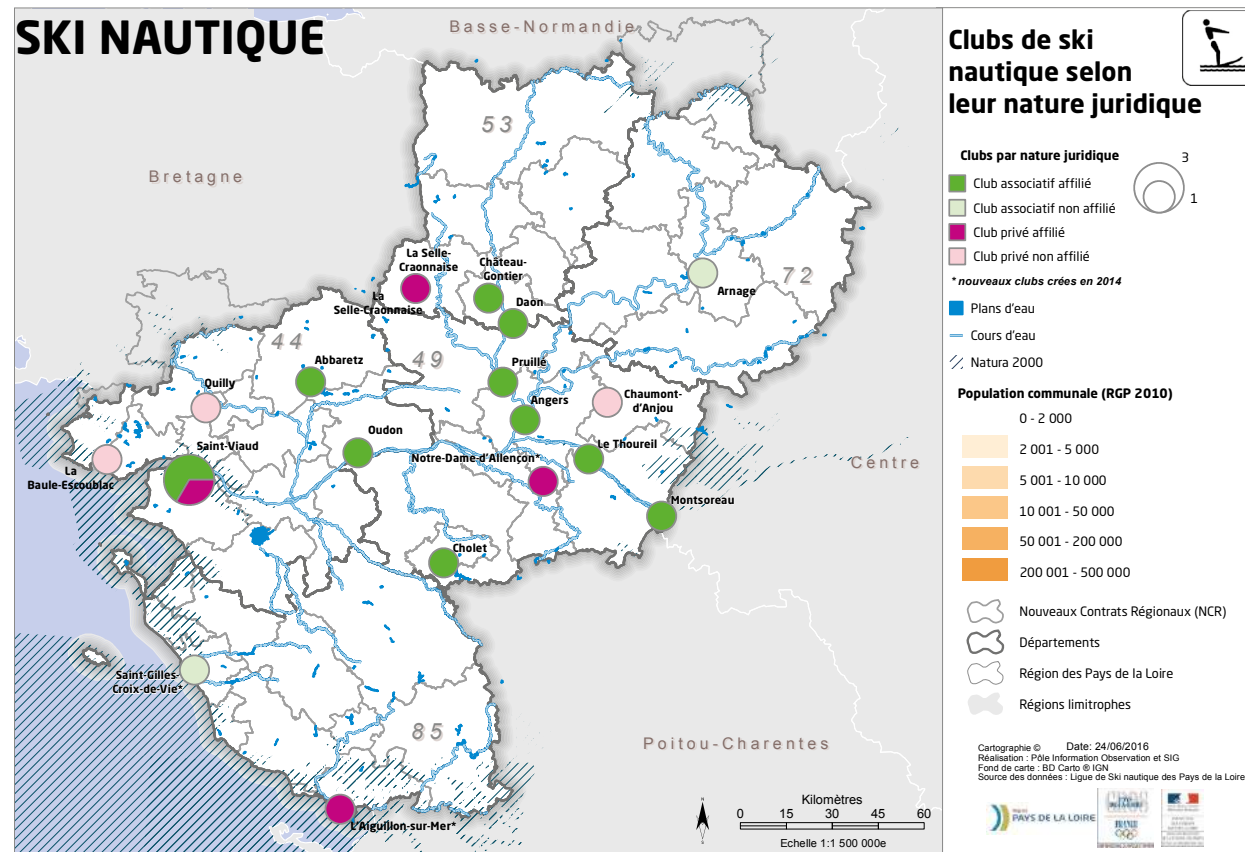 SKI NAUTIQUE
Basse-Normandie
Bretagne
53
72
La Selle-
Craonnaise
Château-
Gontier
La
Selle-Craonnaise
Daon
Arnage
44
49
Abbaretz
Pruillé
Quilly
Angers
Chaumont-
d'Anjou
Oudon
Saint-Viaud
Le Thoureil
Notre-Dame-d'Allençon*
Centre
La
Baule-Escoublac
Montsoreau
Cholet
Saint-Gilles-
Croix-de-Vie*
85
Poitou-Charentes
L'Aiguillon-sur-Mer*
Kilomètres
0 15 30 45 60
Echelle 1:1 500 000e
Clubs de ski
nautique selon
leur nature juridique
Clubs par nature juridique
3
1
Club associatif affilié
Club associatif non affilié
Club privé affilié
Club privé non affilié
* nouveaux clubs crées en 2014
Plans d'eau
Cours d'eau
Natura 2000
Population communale (RGP 2010)
0 - 2 000
2 001 - 5 000
5 001 - 10 000
10 001 - 50 000
50 001 - 200 000
200 001 - 500 000
Nouveaux Contrats Régionaux (NCR)
Départements
Région des Pays de la Loire
Régions limitrophes
Cartographie © Date: 24/06/2016
Réalisation : Pôle Information Observation et SIG
Fond de carte : BD Carto ® IGN
Source des données : Ligue de Ski nautique des Pays de la Loire
PAYS DE LA LOIRE
FRANCE